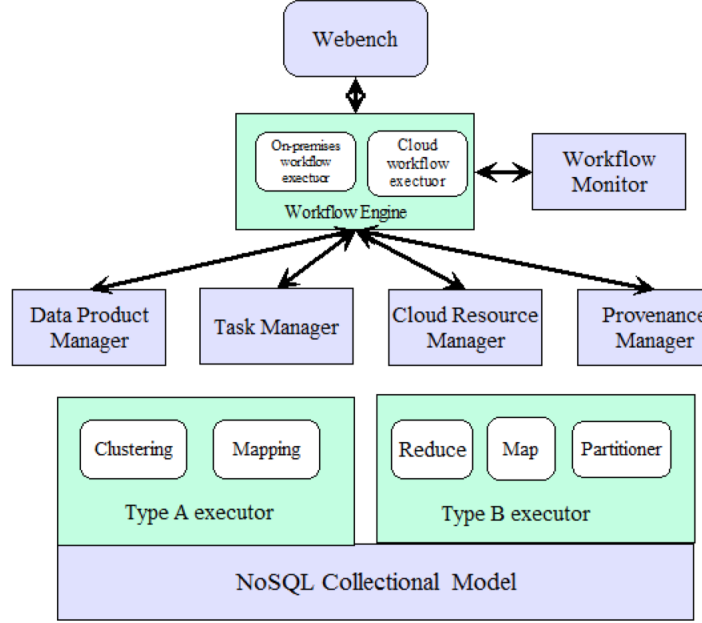 Webench
On-premises
workflow
exectuor
Cloud
workflow
exectuor
Workflow Engine
Workflow
Monitor
Data Product
Manager
Task Manager
Cloud Resource
Manager
Provenance
Manager
Clustering
Mapping
Type A executor
Reduce
Map
Partitioner
Type B executor
NoSQL Collectional Model